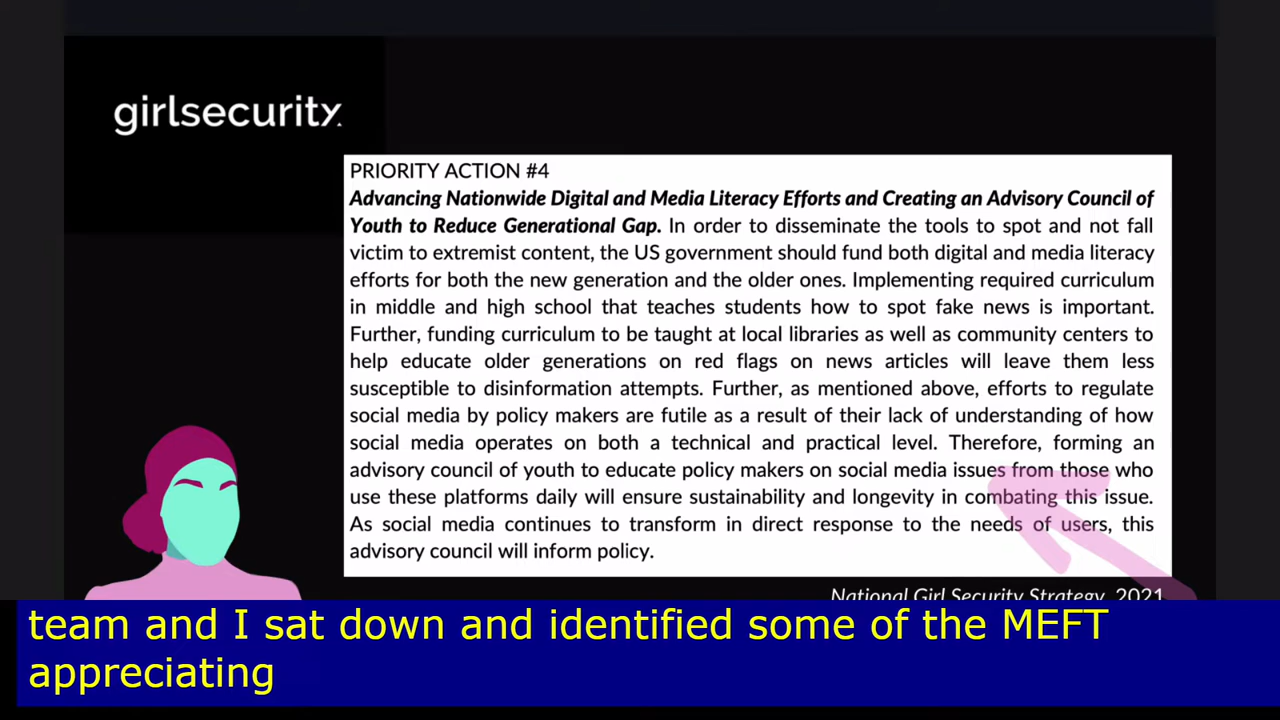 girlsecurity.
PRIORITY ACTION #4
Advancing Nationwide Digital and Media Literacy Efforts and Creating an Advisory Council of
Youth to Reduce Generational Gap. In order to disseminate the tools to spot and not fall
victim to extremist content, the US government should fund both digital and media literacy
efforts for both the new generation and the older ones. Implementing required curriculum
in middle and high school that teaches students how to spot fake news is important.
Further, funding curriculum to be taught at local libraries as well as community centers to
help educate older generations on red flags on news articles will leave them less
susceptible to disinformation attempts. Further, as mentioned above, efforts to regulate
social media by policy makers are futile as a result of their lack of understanding of how
social media operates on both a technical and practical level. Therefore, forming an
advisory council of youth to educate policy makers on social media issues from those who
use these platforms daily will ensure sustainability and longevity in combating this issue.
As social media continues to transform in direct response to the needs of users, this
advisory council will inform policy.
National Girl Security Strategy, 2021
team and I sat down and identified some of the MEFT
appreciating